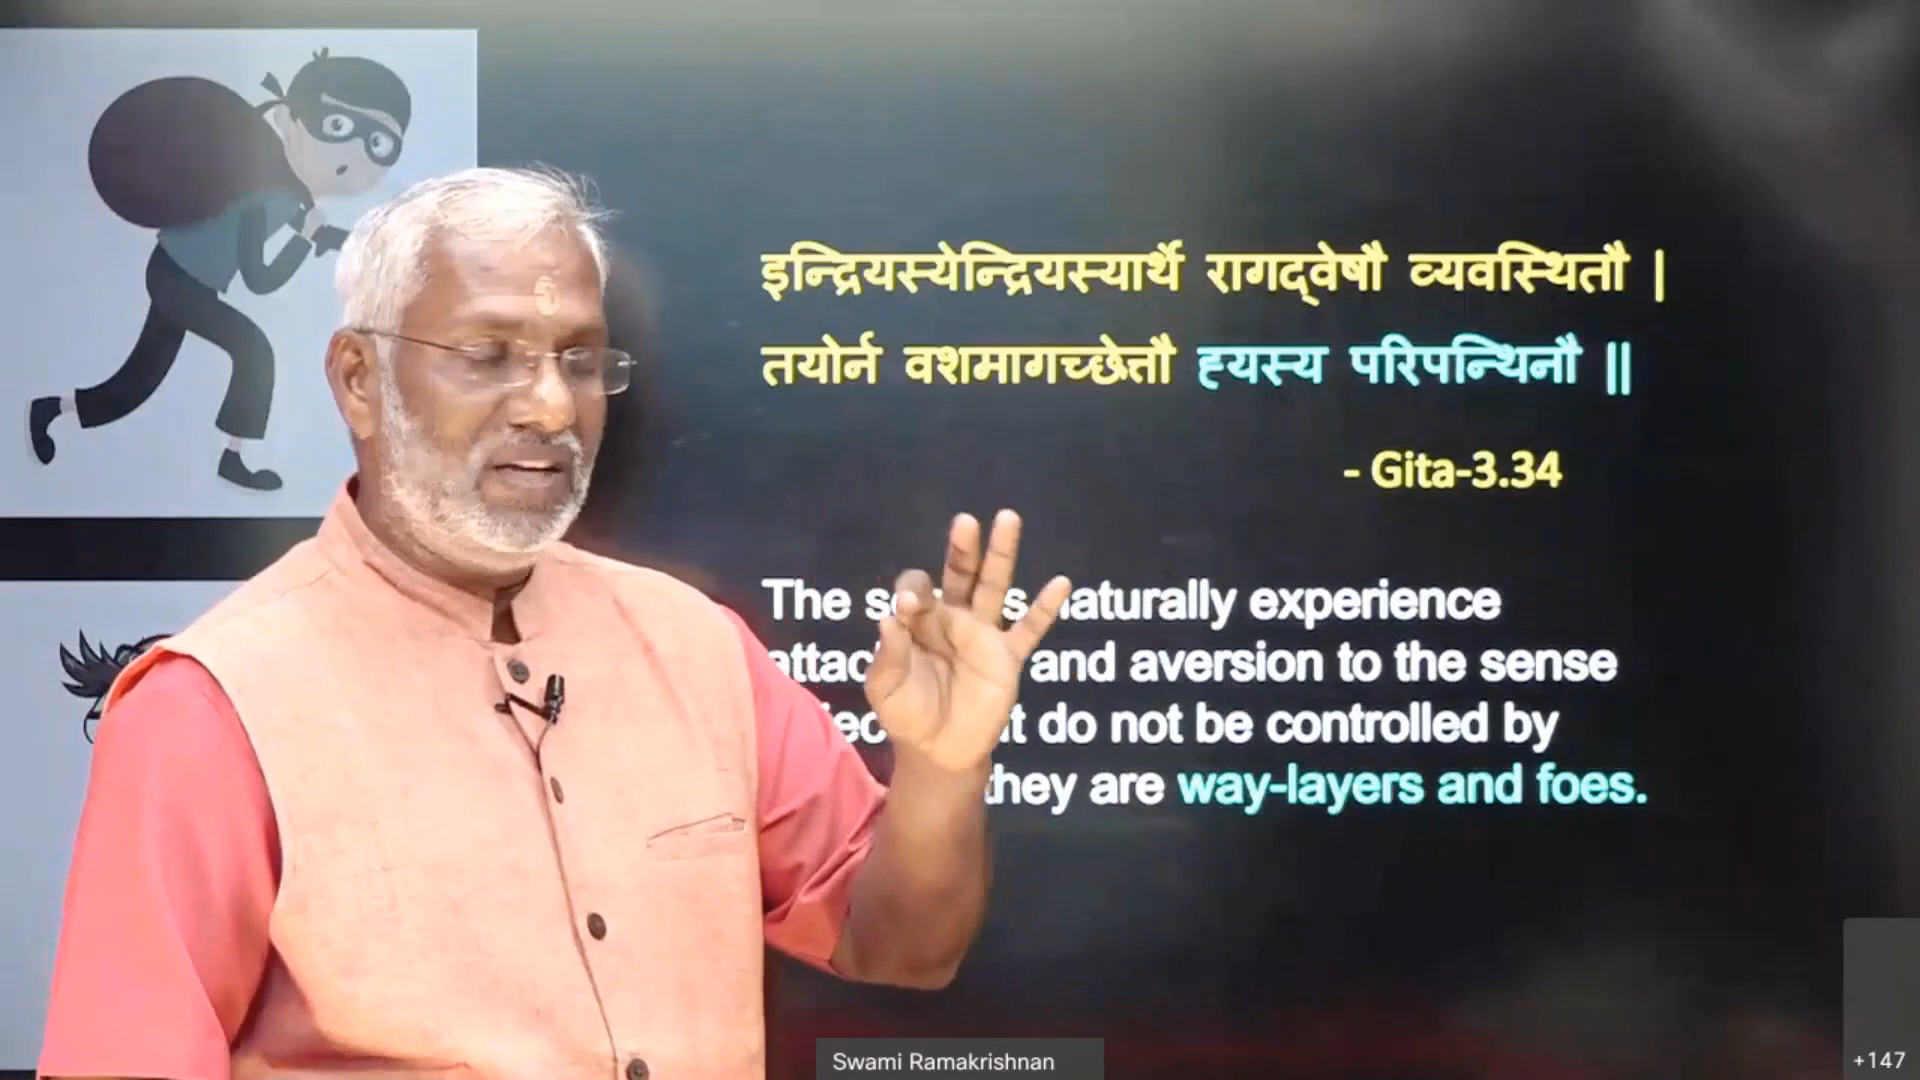 इन्द्रियस्येन्द्रियस्यार्थे रागद्वेषौ व्यवस्थितौ |
तयोर्न वशमागच्छेत्तौ ह्यस्य परिपन्थिनौ ||
- Gita-3.34
The naturally experience
and aversion to the sense
do not be controlled by
they are way-layers and foes.
Swami Ramakrishnan
+147